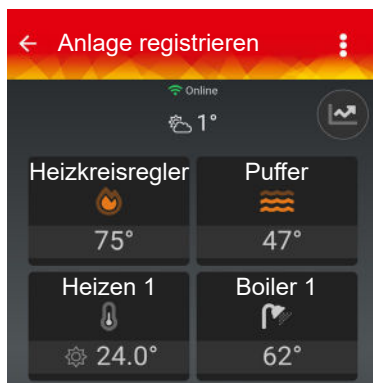 Anlage registrieren
Online
1°
Heizkreisregler
Puffer
75°
47°
Heizen 1
Boiler 1
24.0°
62°